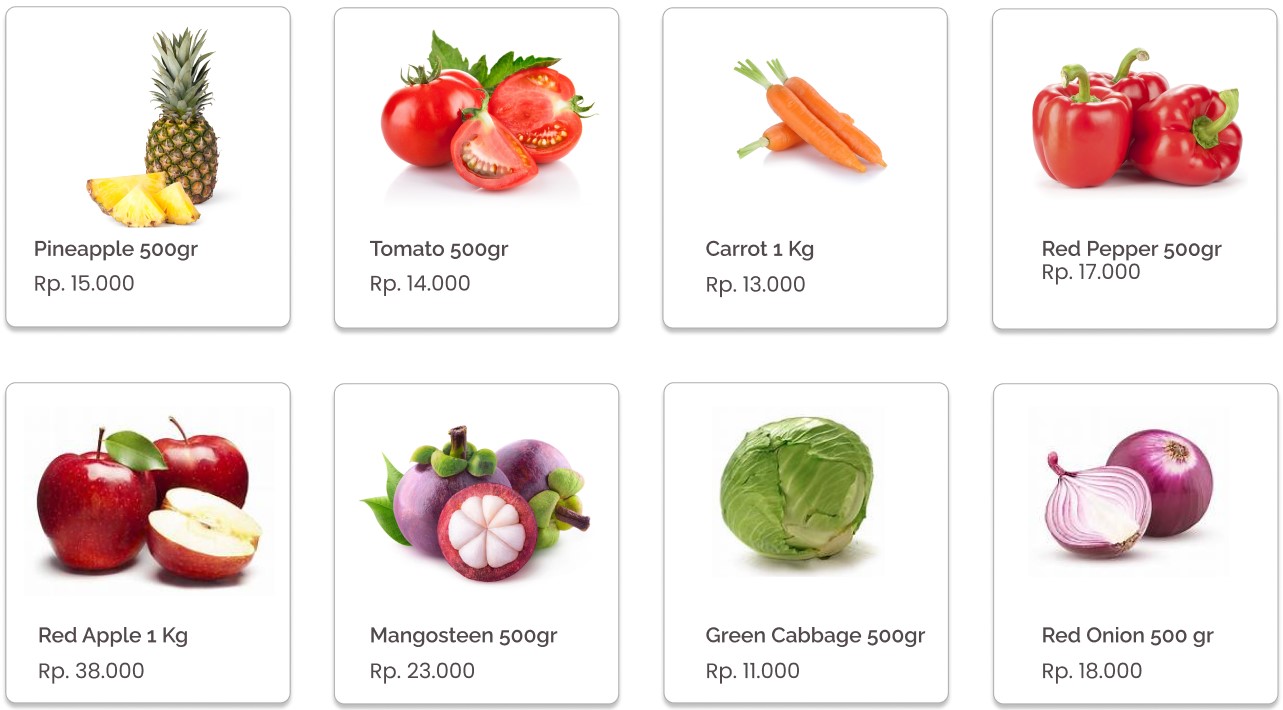 Pineapple 500gr
Rp. 15.000
Tomato 500gr
Rp. 14.000
Carrot 1 Kg
Rp. 13.000
Red Pepper 500gr
Rp. 17.000
Red Apple 1 Kg
Rp. 38.000
Mangosteen 500gr
Rp. 23.000
Green Cabbage 500gr
Rp. 11.000
Red Onion 500 gr
Rp. 18.000